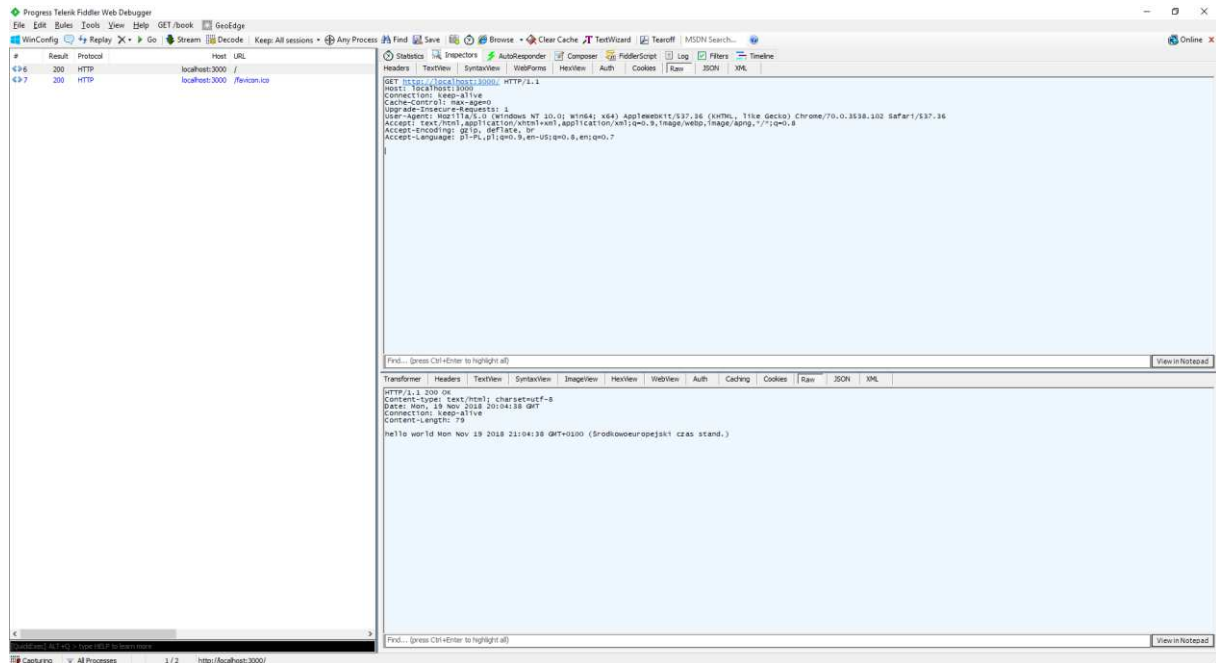 Progress Telerik Fiddler Web Debugger
File Edit Rules Tools View Help GET /book GeoEdge
WinConfig Replay Go Stream Decode Keep: All sessions Any Process Find Save Browse Clear Cache TextWizard Tearoff MSDN Search... Online
# Result Protocol Host URL
6 200 HTTP localhost:3000 /
7 200 HTTP localhost:3000 /favicon.ico
Statistics Inspectors AutoResponder Composer FiddlerScript Log Filters Timeline
Headers TextView SyntaxView WebForms HexView Auth Cookies Raw JSON XML
GET http://localhost:3000/ HTTP/1.1
Host: localhost:3000
Connection: keep-alive
Cache-Control: max-age=0
Upgrade-Insecure-Requests: 1
User-Agent: Mozilla/5.0 (Windows NT 10.0; Win64; x64) AppleWebKit/537.36 (KHTML, like Gecko) Chrome/70.0.3538.102 Safari/537.36
Accept: text/html,application/xhtml+xml,application/xml;q=0.9,image/webp,image/apng,*/*;q=0.8
Accept-Encoding: gzip, deflate, br
Accept-Language: pl-PL,pl;q=0.9,en-US;q=0.8,en;q=0.7
Find... (press Ctrl+Enter to highlight all) View in Notepad
Transformer Headers TextView SyntaxView ImageView HexView WebView Auth Caching Cookies Raw JSON XML
HTTP/1.1 200 OK
Content-type: text/html; charset=utf-8
Date: Mon, 19 Nov 2018 20:04:38 GMT
Connection: keep-alive
Content-Length: 79
hello world Mon Nov 19 2018 21:04:38 GMT+0100 (Środkowoeuropejski czas stand.)
Find... (press Ctrl+Enter to highlight all) View in Notepad
[QuickExec] ALT+Q > type HELP to learn more
Capturing All Processes 1 / 2 http://localhost:3000/